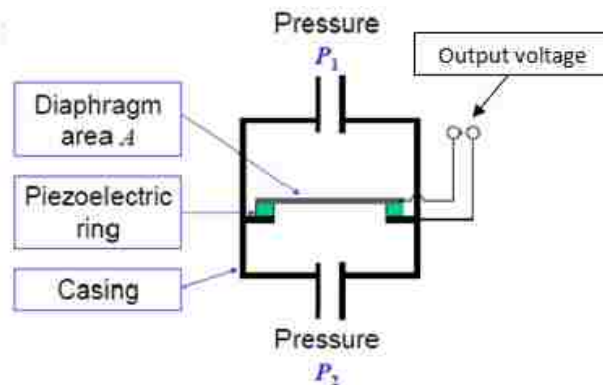 Pressure
P₁
Output voltage
Diaphragm
area A
Piezoelectric
ring
Casing
Pressure
P₂